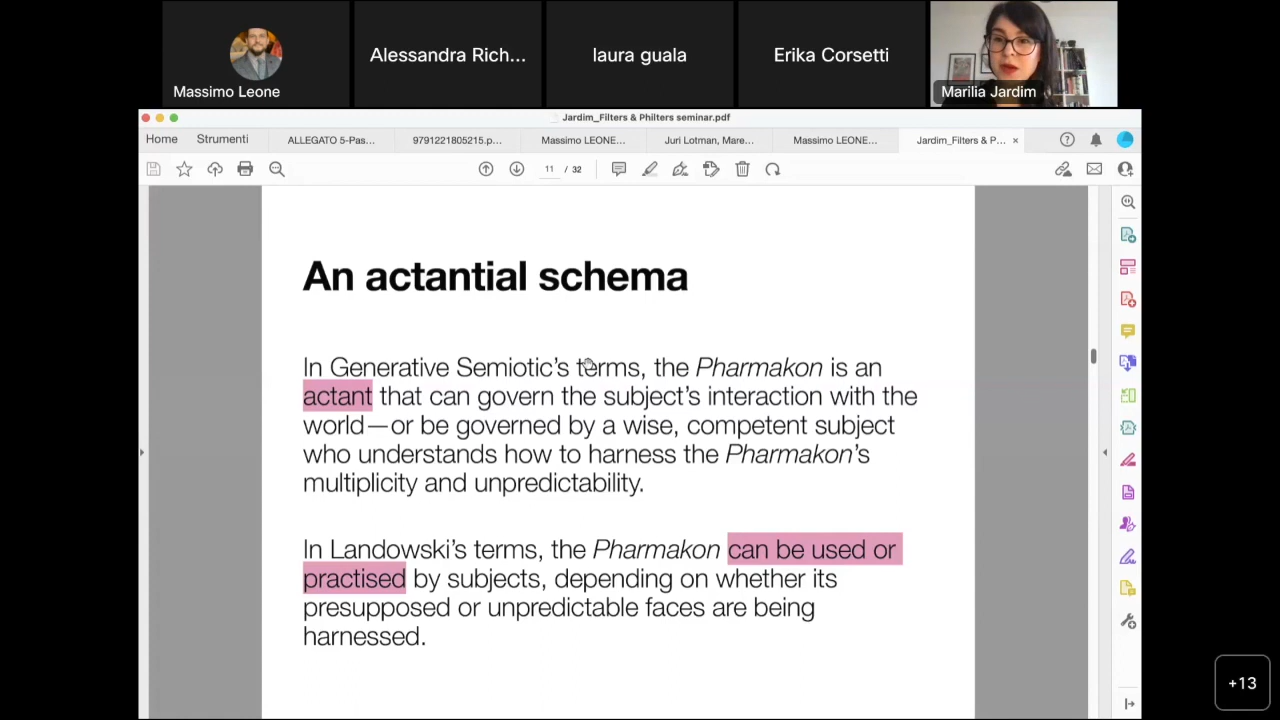 Massimo Leone
Alessandra Rich...
laura guala
Erika Corsetti
Marilia Jardim
Jardim_Filters & Philters seminar.pdf
Home
Strumenti
ALLEGATO 5-Pas...
9791221805215.p...
Massimo LEONE...
Juri Lotman, Mare...
Massimo LEONE...
Jardim_Filters & P... ×
11 / 32
An actantial schema
In Generative Semiotic’s terms, the Pharmakon is an
actant that can govern the subject’s interaction with the
world—or be governed by a wise, competent subject
who understands how to harness the Pharmakon’s
multiplicity and unpredictability.
In Landowski’s terms, the Pharmakon can be used or
practised by subjects, depending on whether its
presupposed or unpredictable faces are being
harnessed.
+13